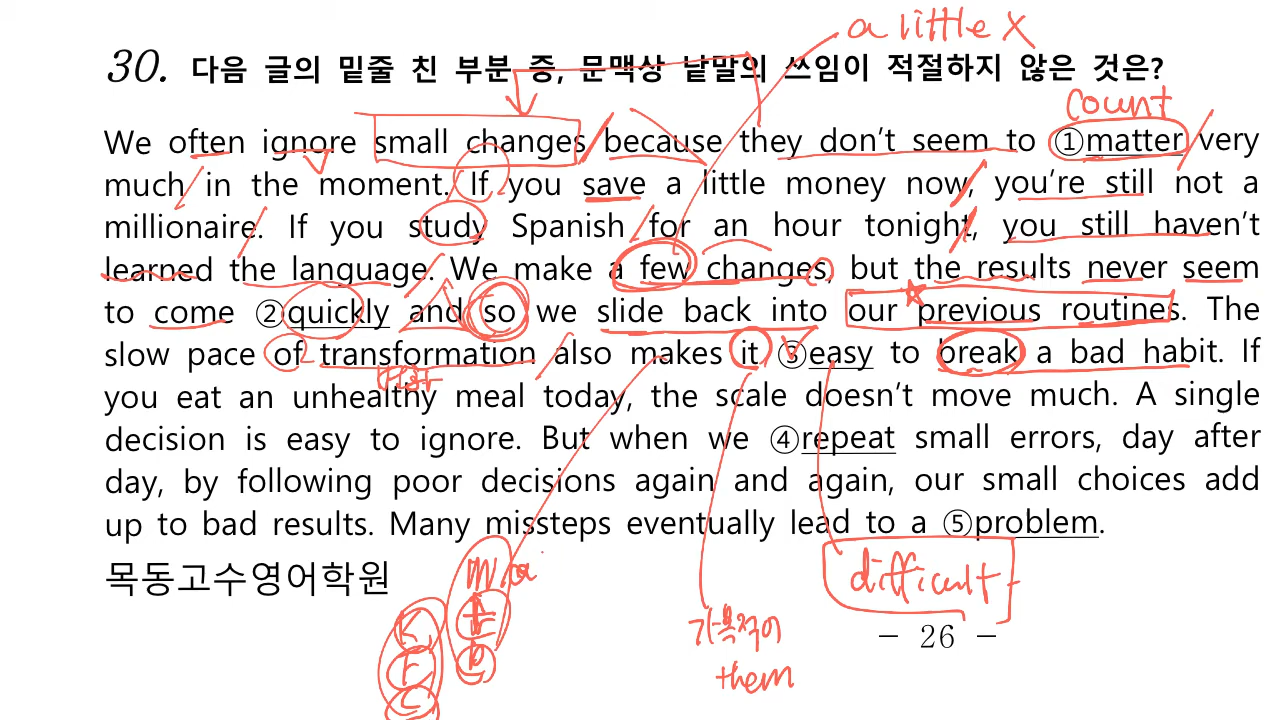 a little X
30. 다음 글의 밑줄 친 부분 중, 문맥상 낱말의 쓰임이 적절하지 않은 것은?
count
We often ignore small changes because they don't seem to ①matter very
much in the moment. If you save a little money now, you're still not a
millionaire. If you study Spanish for an hour tonight, you still haven't
learned the language. We make a few changes, but the results never seem
to come ②quickly and so we slide back into our previous routines. The
slow pace of transformation also makes it ③easy to break a bad habit. If
you eat an unhealthy meal today, the scale doesn't move much. A single
decision is easy to ignore. But when we ④repeat small errors, day after
day, by following poor decisions again and again, our small choices add
up to bad results. Many missteps eventually lead to a ⑤problem.
목동고수영어학원
difficult
K
F
C
them
- 26 -